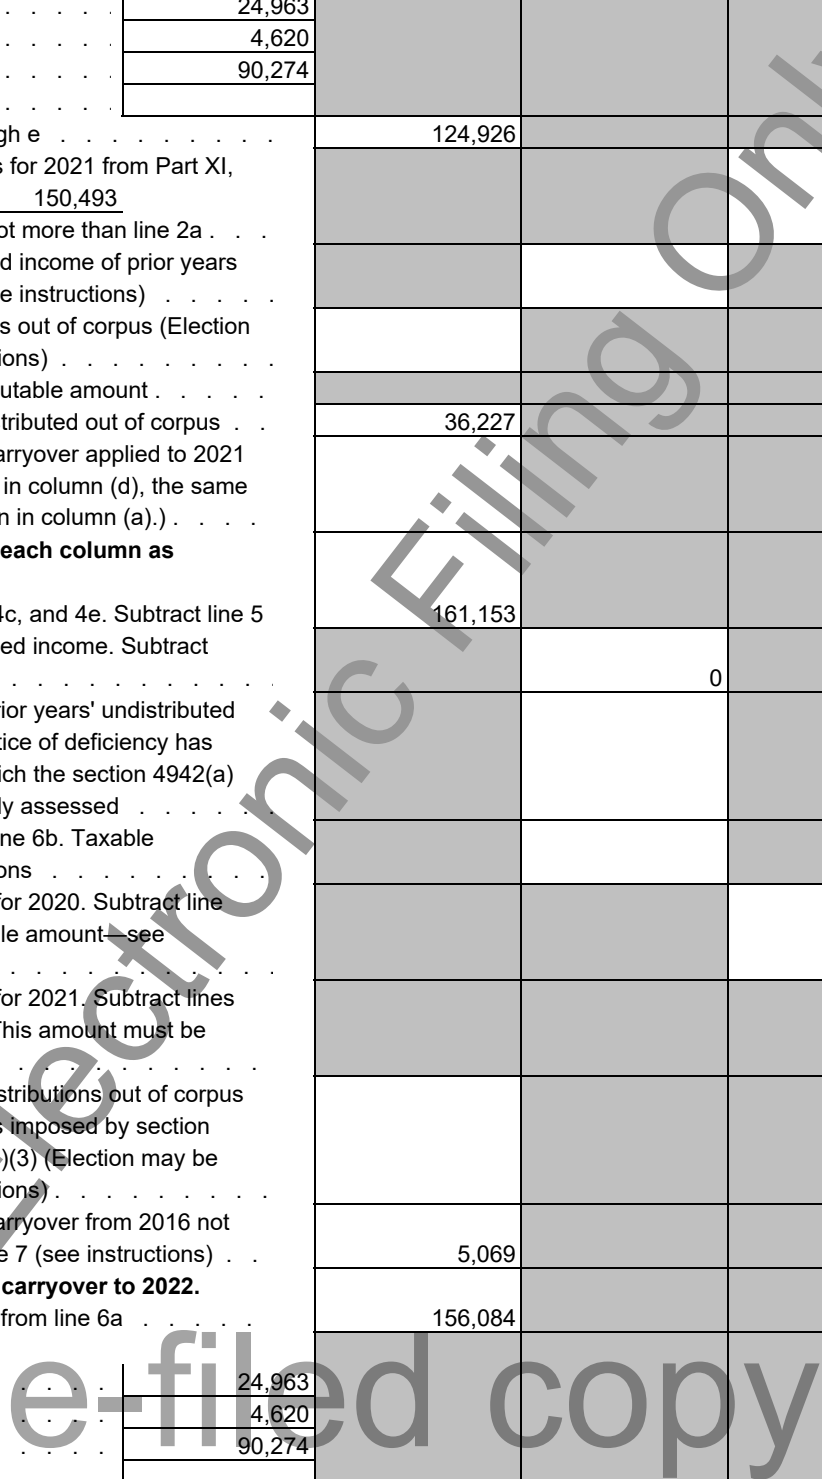 . . . . . 24,963
. . . . . 4,620
. . . . . 90,274
. . . . .
gh e . . . . . . . . . 124,926
s for 2021 from Part XI,
150,493
ot more than line 2a . . .
d income of prior years
e instructions) . . . . .
s out of corpus (Election
ions) . . . . . . . . .
utable amount . . . . .
tributed out of corpus . . 36,227
arryover applied to 2021
in column (d), the same
n in column (a).) . . . .
each column as
4c, and 4e. Subtract line 5 161,153
ed income. Subtract
. . . . . . . . . . . . 0
ior years' undistributed
tice of deficiency has
ich the section 4942(a)
ly assessed . . . . . .
ne 6b. Taxable
ons . . . . . . . . .
for 2020. Subtract line
le amount—see
. . . . . . . . . . . .
for 2021. Subtract lines
This amount must be
. . . . . . . . . . .
stributions out of corpus
s imposed by section
)(3) (Election may be
ions) . . . . . . . . .
arryover from 2016 not
e 7 (see instructions) . . 5,069
carryover to 2022.
from line 6a . . . . . 156,084
. . . . 24,963
. . . . 4,620
. . . . 90,274
Electronic Filing Only
e-filed copy